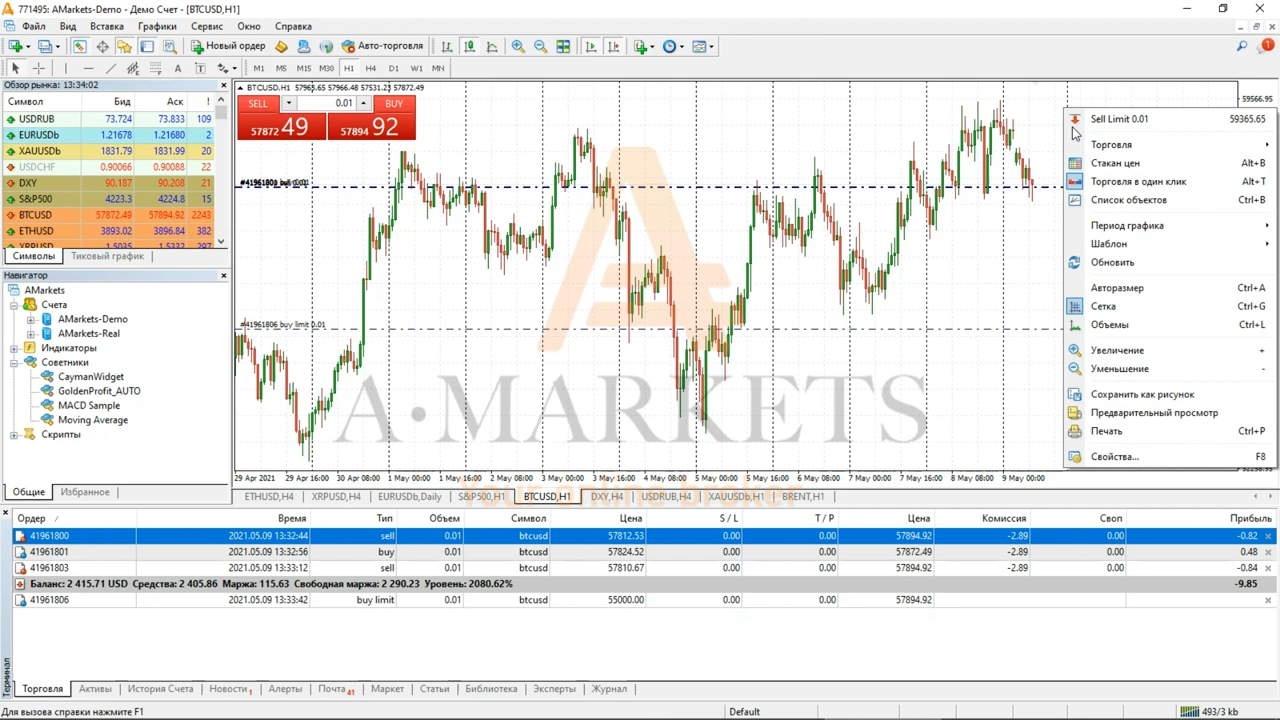 771495: AMarkets-Demo - Демо Счет - [BTCUSD,H1]
Файл Вид Вставка Графики Сервис Окно Справка
Новый ордер Авто-торговля 1
M1 M5 M15 M30 H1 H4 D1 W1 MN
Обзор рынка: 13:34:02
Символ Бид Аск !
USDRUB 73.724 73.833 109
EURUSDb 1.21678 1.21680 2
XAUUSDb 1831.79 1831.99 20
USDCHF 0.90066 0.90088 22
DXY 90.187 90.208 21
S&P500 4223.3 4224.8 15
BTCUSD 57872.49 57894.92 2243
ETHUSD 3893.02 3896.84 382
XRPUSD 1.5035 1.5332 297
Символы Тиковый график
Навигатор
AMarkets
Счета
AMarkets-Demo
AMarkets-Real
Индикаторы
Советники
CaymanWidget
GoldenProfit_AUTO
MACD Sample
Moving Average
Скрипты
Общие Избранное
BTCUSD,H1 57963.65 57966.48 57531.23 57872.49
SELL 0.01 BUY
57872 49 57894 92
#41961806 buy limit 0.01
A·MARKETS
your online broker
59566.95
Sell Limit 0.01 59365.65
Торговля
Стакан цен Alt+B
Торговля в один клик Alt+T
Список объектов Ctrl+B
Период графика
Шаблон
Обновить
Авторазмер Ctrl+A
Сетка Ctrl+G
Объемы Ctrl+L
Увеличение +
Уменьшение -
Сохранить как рисунок
Предварительный просмотр
Печать Ctrl+P
Свойства... F8
29 Apr 2021 29 Apr 16:00 30 Apr 08:00 1 May 00:00 1 May 16:00 2 May 08:00 3 May 00:00 3 May 16:00 4 May 08:00 5 May 00:00 5 May 16:00 6 May 08:00 7 May 00:00 7 May 16:00 8 May 08:00 9 May 00:00
ETHUSD,H4 XRPUSD,H4 EURUSDb,Daily S&P500,H1 BTCUSD,H1 DXY,H4 USDRUB,H4 XAUUSDb,H1 BRENT,H1
Ордер Время Тип Объем Символ Цена S / L T / P Цена Комиссия Своп Прибыль
41961800 2021.05.09 13:32:44 sell 0.01 btcusd 57812.53 0.00 0.00 57894.92 -2.89 0.00 -0.82
41961801 2021.05.09 13:32:56 buy 0.01 btcusd 57824.52 0.00 0.00 57872.49 -2.89 0.00 0.48
41961803 2021.05.09 13:33:12 sell 0.01 btcusd 57810.67 0.00 0.00 57894.92 -2.89 0.00 -0.84
Баланс: 2 415.71 USD Средства: 2 405.86 Маржа: 115.63 Свободная маржа: 2 290.23 Уровень: 2080.62% -9.85
41961806 2021.05.09 13:33:42 buy limit 0.01 btcusd 55000.00 0.00 0.00 57894.92
Терминал
Торговля Активы История Счета Новости 1 Алерты Почта 41 Маркет Статьи Библиотека Эксперты Журнал
Для вызова справки нажмите F1 Default 493/3 kb